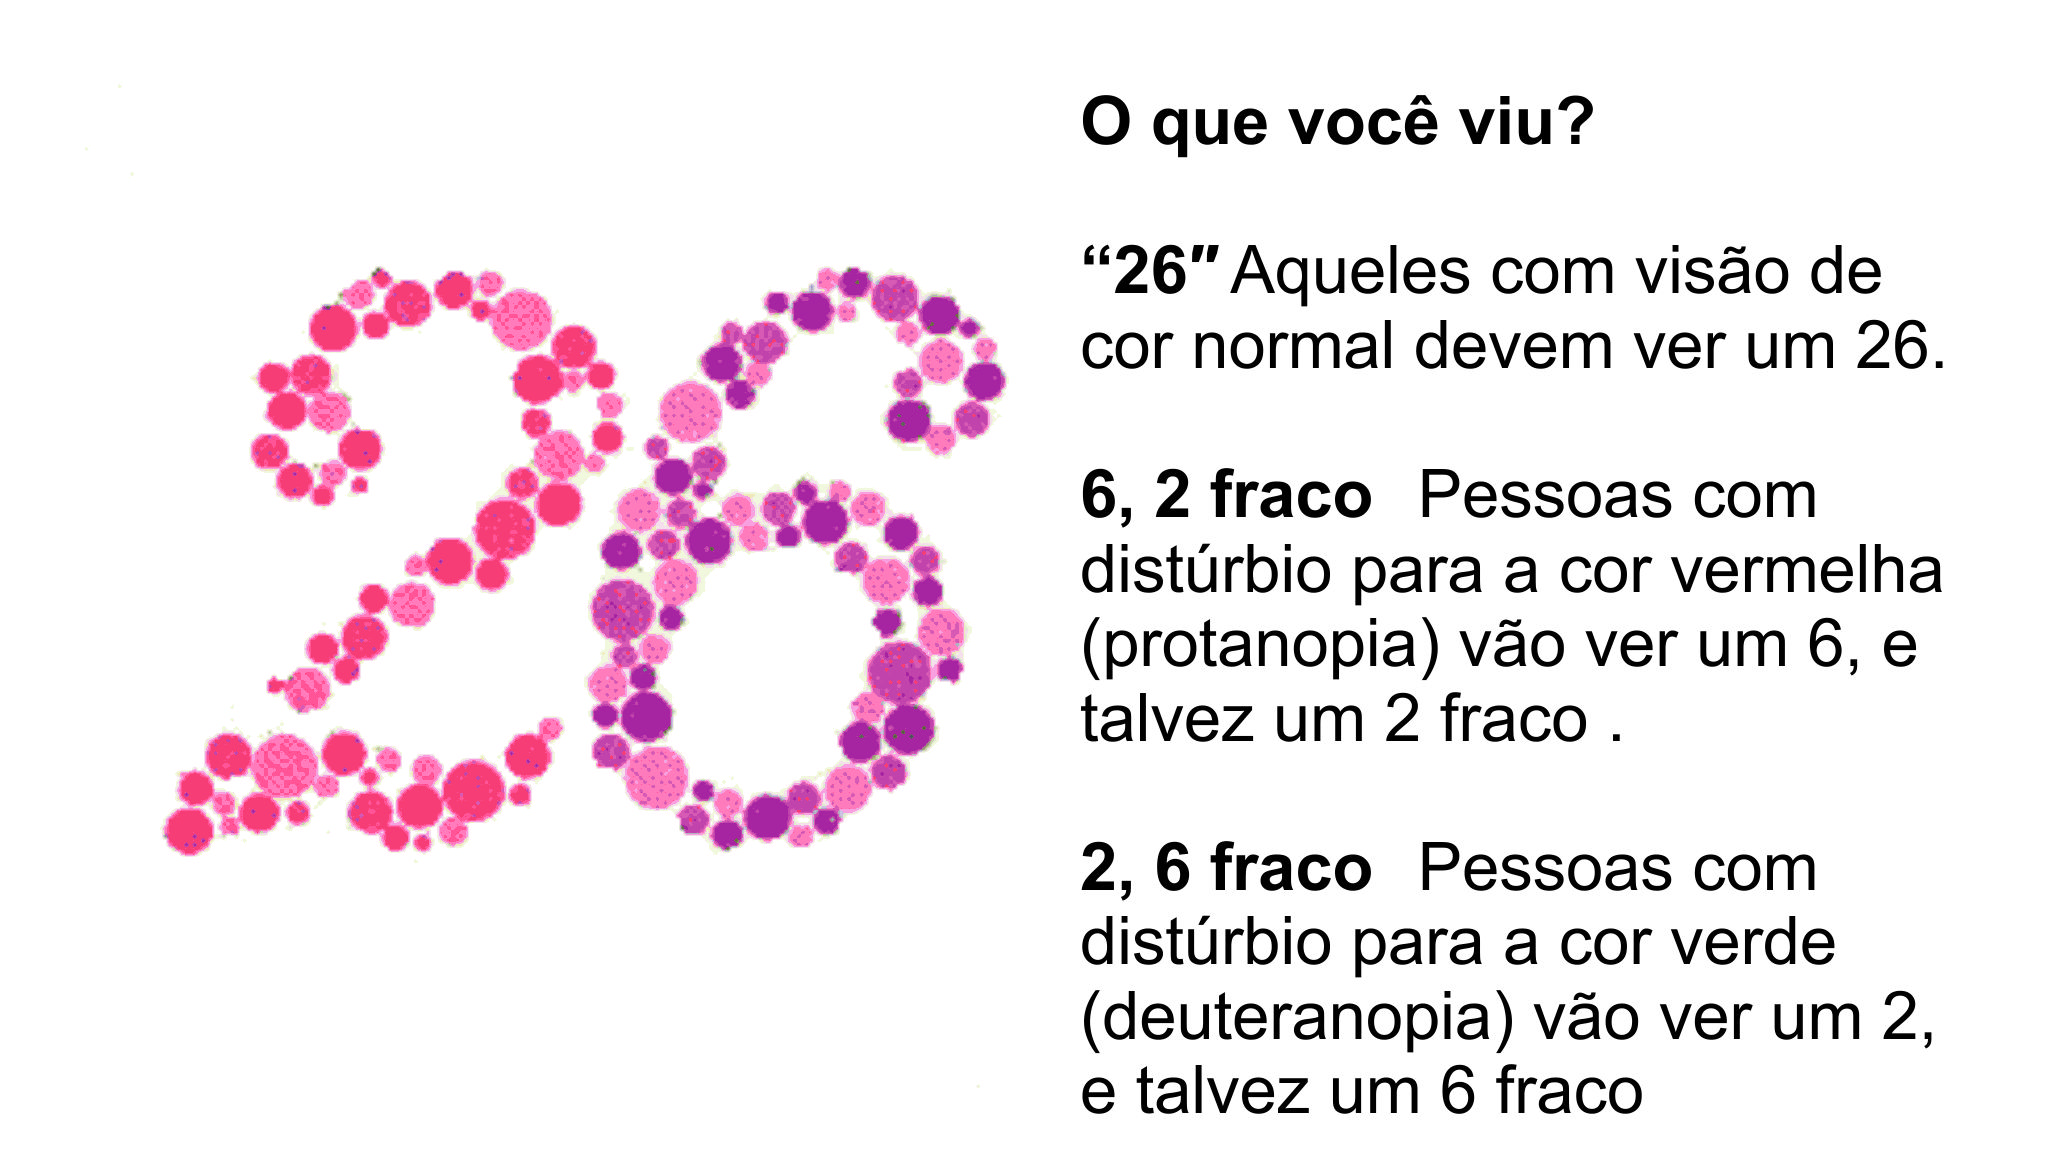 26
O que você viu?
“26″ Aqueles com visão de
cor normal devem ver um 26.
6, 2 fraco Pessoas com
distúrbio para a cor vermelha
(protanopia) vão ver um 6, e
talvez um 2 fraco .
2, 6 fraco Pessoas com
distúrbio para a cor verde
(deuteranopia) vão ver um 2,
e talvez um 6 fraco